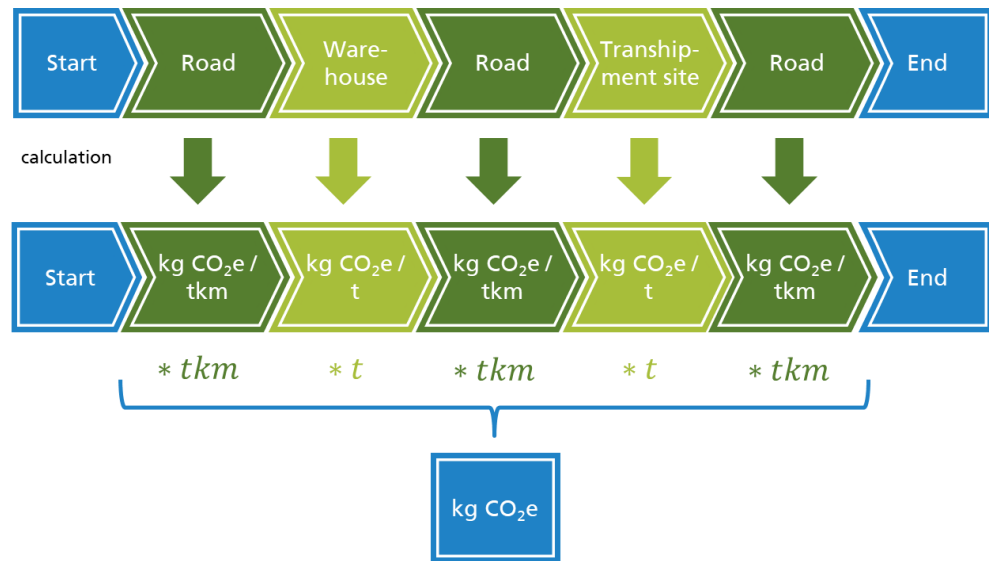 Start
Road
Ware-
house
Road
Tranship-
ment site
Road
End
calculation
Start
kg CO₂e /
tkm
kg CO₂e /
t
kg CO₂e /
tkm
kg CO₂e /
t
kg CO₂e /
tkm
End
* tkm
* t
* tkm
* t
* tkm
kg CO₂e